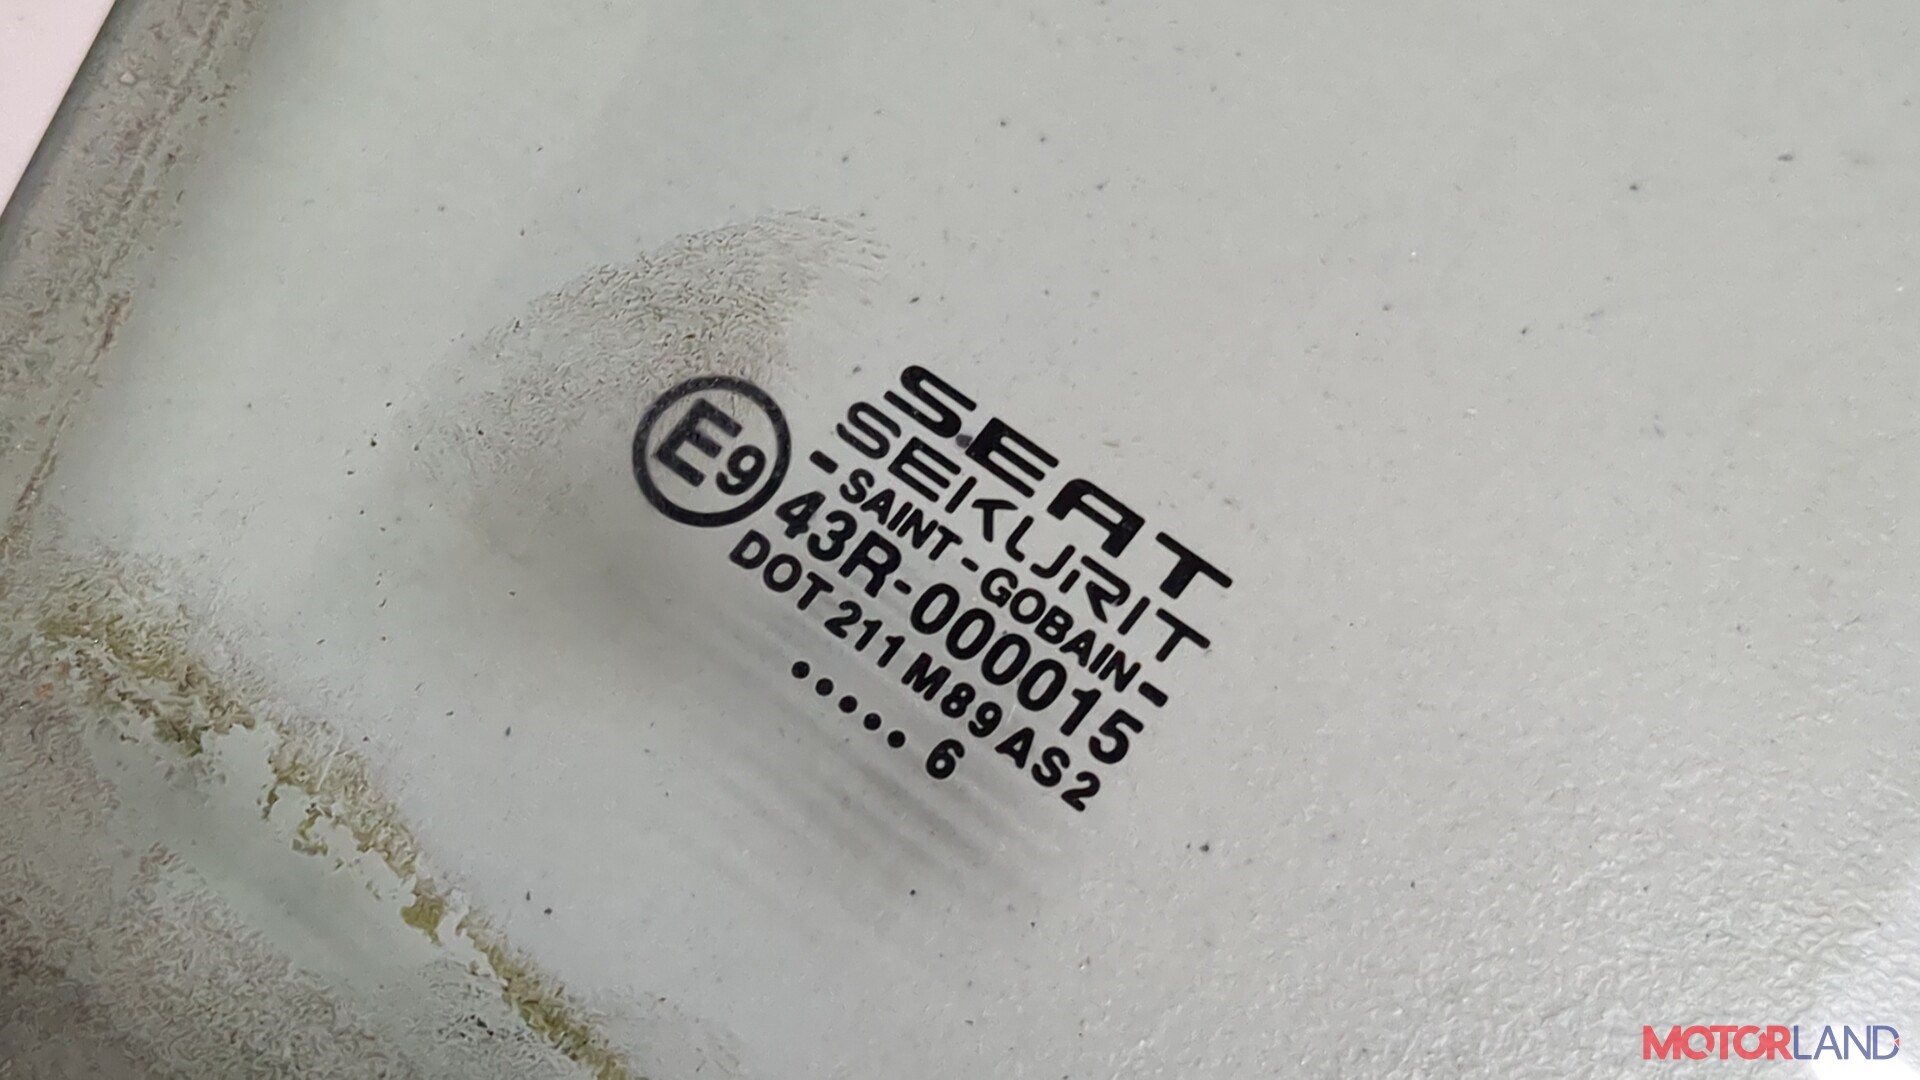 SEAT
SEKURIT
- SAINT - GOBAIN -
E9
43R-000015
DOT 211 M89 AS2
..... 6
MOTORLAND